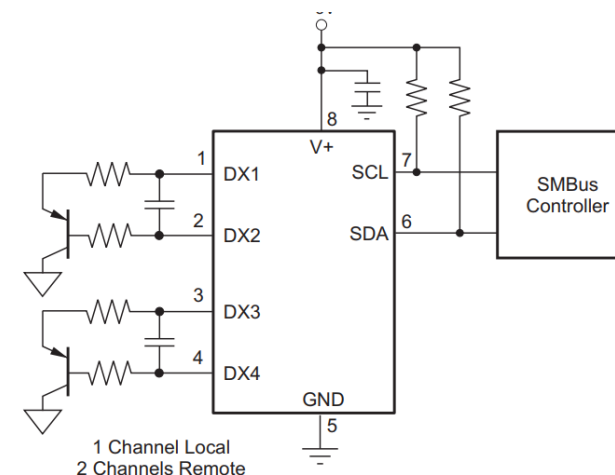 8
V+
1
DX1
SCL
7
SMBus
Controller
2
DX2
SDA
6
3
DX3
4
DX4
GND
5
1 Channel Local
2 Channels Remote